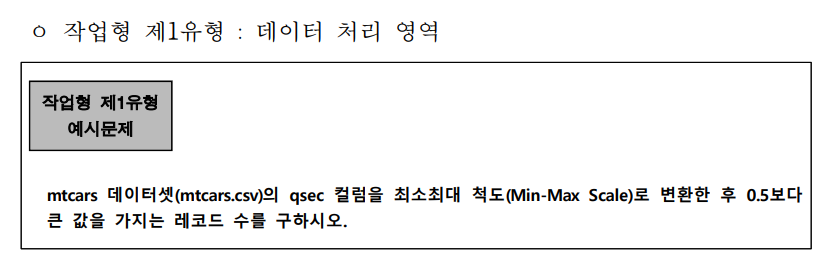 ㅇ 작업형 제1유형 : 데이터 처리 영역
작업형 제1유형
예시문제
mtcars 데이터셋(mtcars.csv)의 qsec 컬럼을 최소최대 척도(Min-Max Scale)로 변환한 후 0.5보다
큰 값을 가지는 레코드 수를 구하시오.